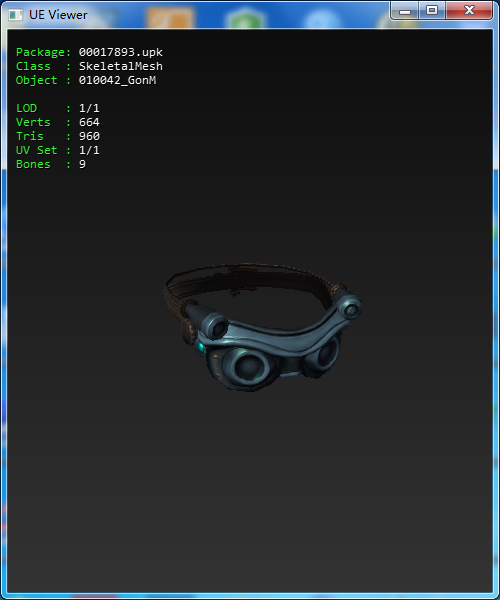 UE Viewer
Package: 00017893.upk
Class : SkeletalMesh
Object : 010042_GonM
LOD : 1/1
Verts : 664
Tris : 960
UV Set : 1/1
Bones : 9